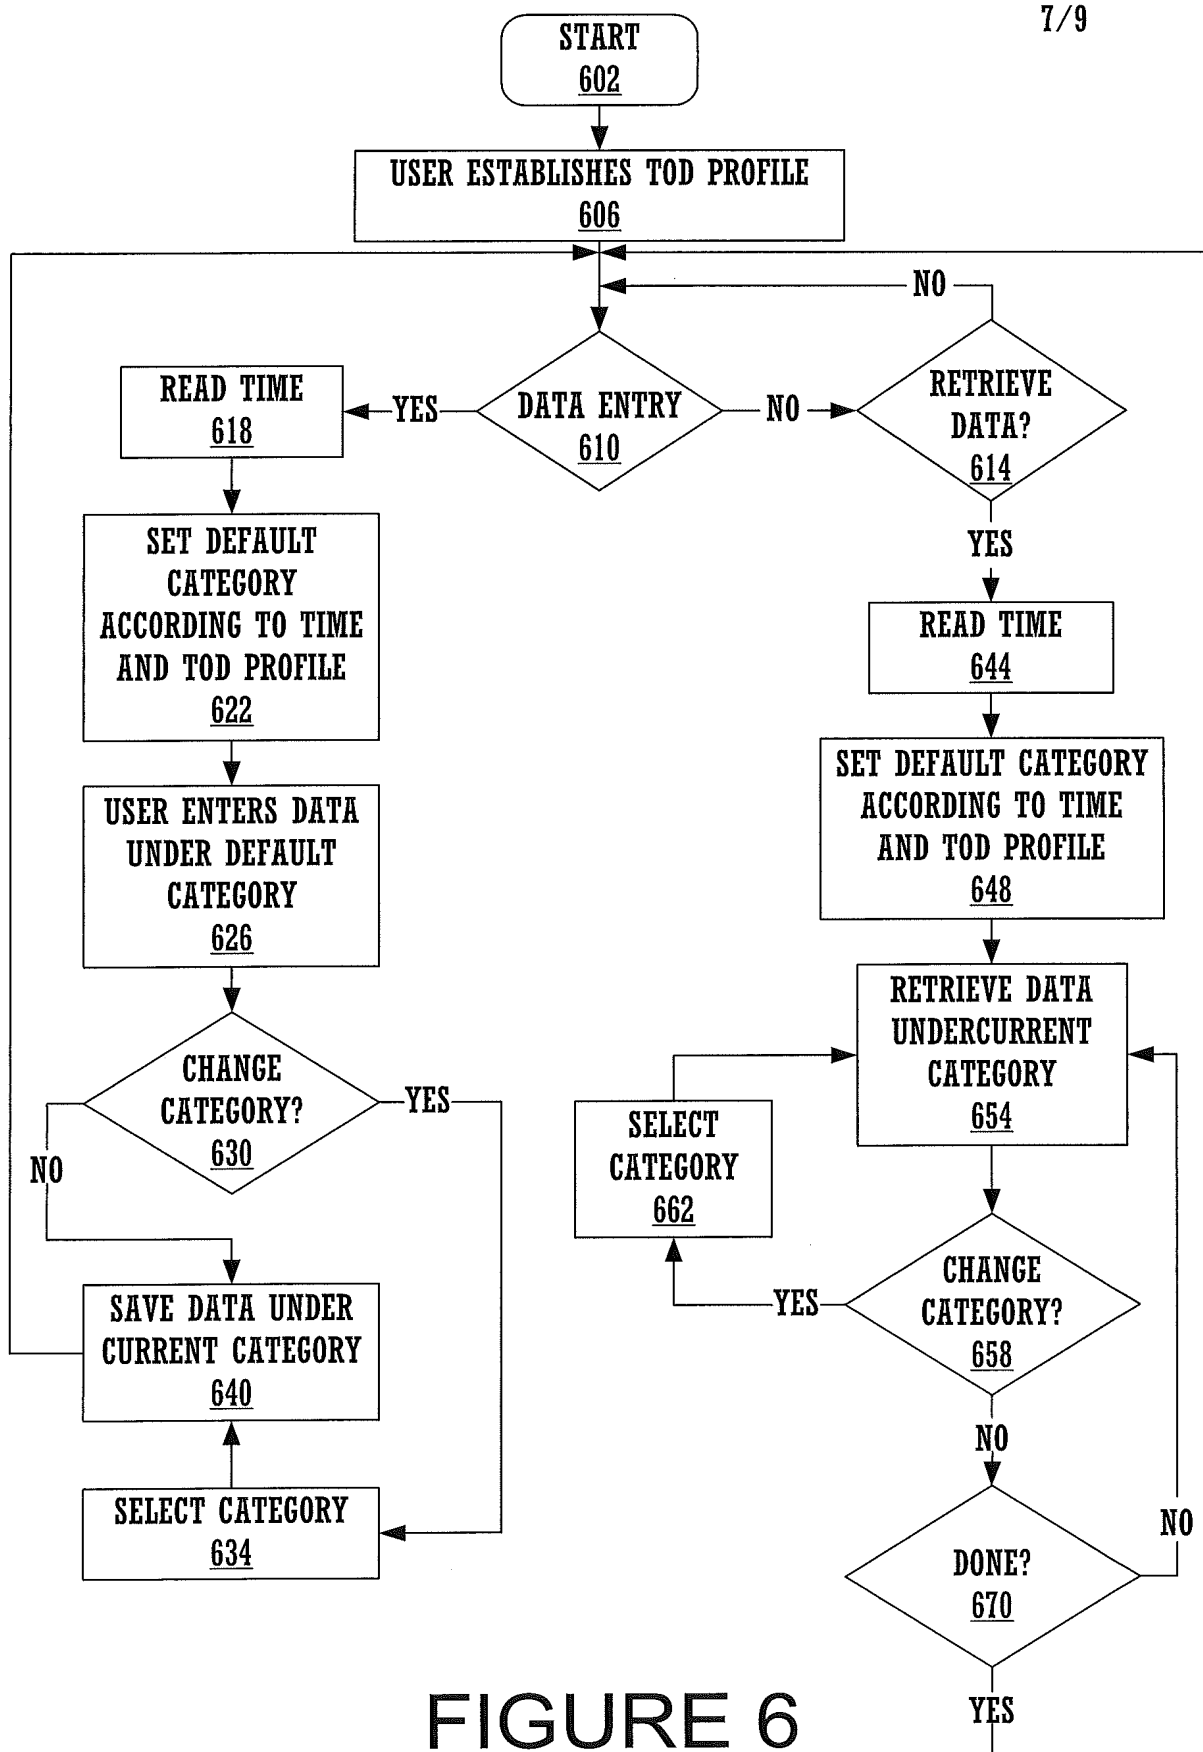 7/9
START
602
USER ESTABLISHES TOD PROFILE
606
NO
READ TIME
618
YES
DATA ENTRY
610
NO
RETRIEVE
DATA?
614
YES
SET DEFAULT
CATEGORY
ACCORDING TO TIME
AND TOD PROFILE
622
READ TIME
644
USER ENTERS DATA
UNDER DEFAULT
CATEGORY
626
SET DEFAULT CATEGORY
ACCORDING TO TIME
AND TOD PROFILE
648
CHANGE
CATEGORY?
630
YES
NO
RETRIEVE DATA
UNDERCURRENT
CATEGORY
654
SELECT
CATEGORY
662
SAVE DATA UNDER
CURRENT CATEGORY
640
YES
CHANGE
CATEGORY?
658
NO
SELECT CATEGORY
634
DONE?
670
NO
YES
FIGURE 6